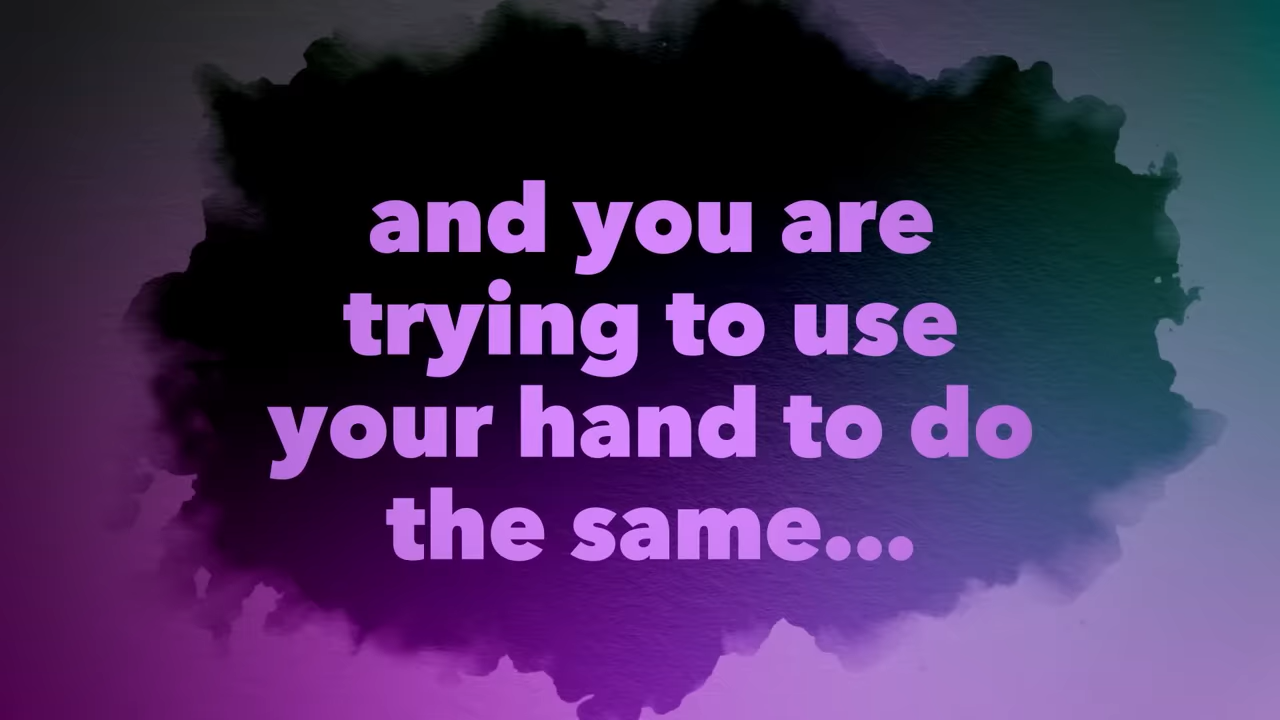 and you are
trying to use
your hand to do
the same...